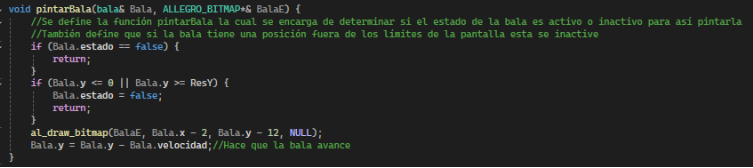 void pintarBala(bala& Bala, ALLEGRO_BITMAP*& BalaE) {
//Se define la función pintarBala la cual se encarga de determinar si el estado de la bala es activo o inactivo para así pintarla
//También define que si la bala tiene una posición fuera de los límites de la pantalla esta se inactive
if (Bala.estado == false) {
return;
}
if (Bala.y <= 0 || Bala.y >= ResY) {
Bala.estado = false;
return;
}
al_draw_bitmap(BalaE, Bala.x - 2, Bala.y - 12, NULL);
Bala.y = Bala.y - Bala.velocidad;//Hace que la bala avance
}